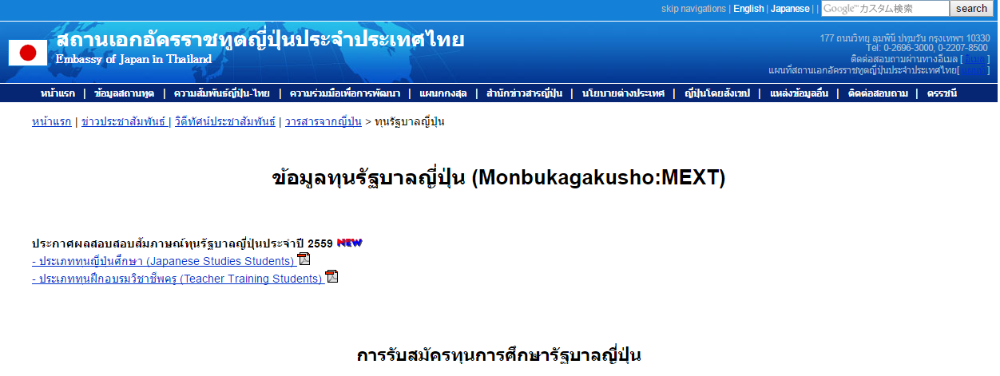 skip navigations | English | Japanese | | Google™カスタム検索 search
สถานเอกอัครราชทูตญี่ปุ่นประจำประเทศไทย
Embassy of Japan in Thailand
177 ถนนวิทยุ ลุมพินี ปทุมวัน กรุงเทพฯ 10330
Tel: 0-2696-3000, 0-2207-8500
ติดต่อสอบถามผ่านทางอีเมล [ อีเมล ]
แผนที่สถานเอกอัครราชทูตญี่ปุ่นประจำประเทศไทย[ ]
หน้าแรก | ข้อมูลสถานทูต | ความสัมพันธ์ญี่ปุ่น-ไทย | ความร่วมมือเพื่อการพัฒนา | แผนกกงสุล | สำนักข่าวสารญี่ปุ่น | นโยบายต่างประเทศ | ญี่ปุ่นโดยสังเขป | แหล่งข้อมูลอื่น | ติดต่อสอบถาม | ดรรชนี
หน้าแรก | ข่าวประชาสัมพันธ์ | วิดีทัศน์ประชาสัมพันธ์ | วารสารจากญี่ปุ่น > ทุนรัฐบาลญี่ปุ่น
ข้อมูลทุนรัฐบาลญี่ปุ่น (Monbukagakusho:MEXT)
ประกาศผลสอบสอบสัมภาษณ์ทุนรัฐบาลญี่ปุ่นประจำปี 2559 NEW
- ประเภททุนญี่ปุ่นศึกษา (Japanese Studies Students)
- ประเภททุนฝึกอบรมวิชาชีพครู (Teacher Training Students)
การรับสมัครทุนการศึกษารัฐบาลญี่ปุ่น